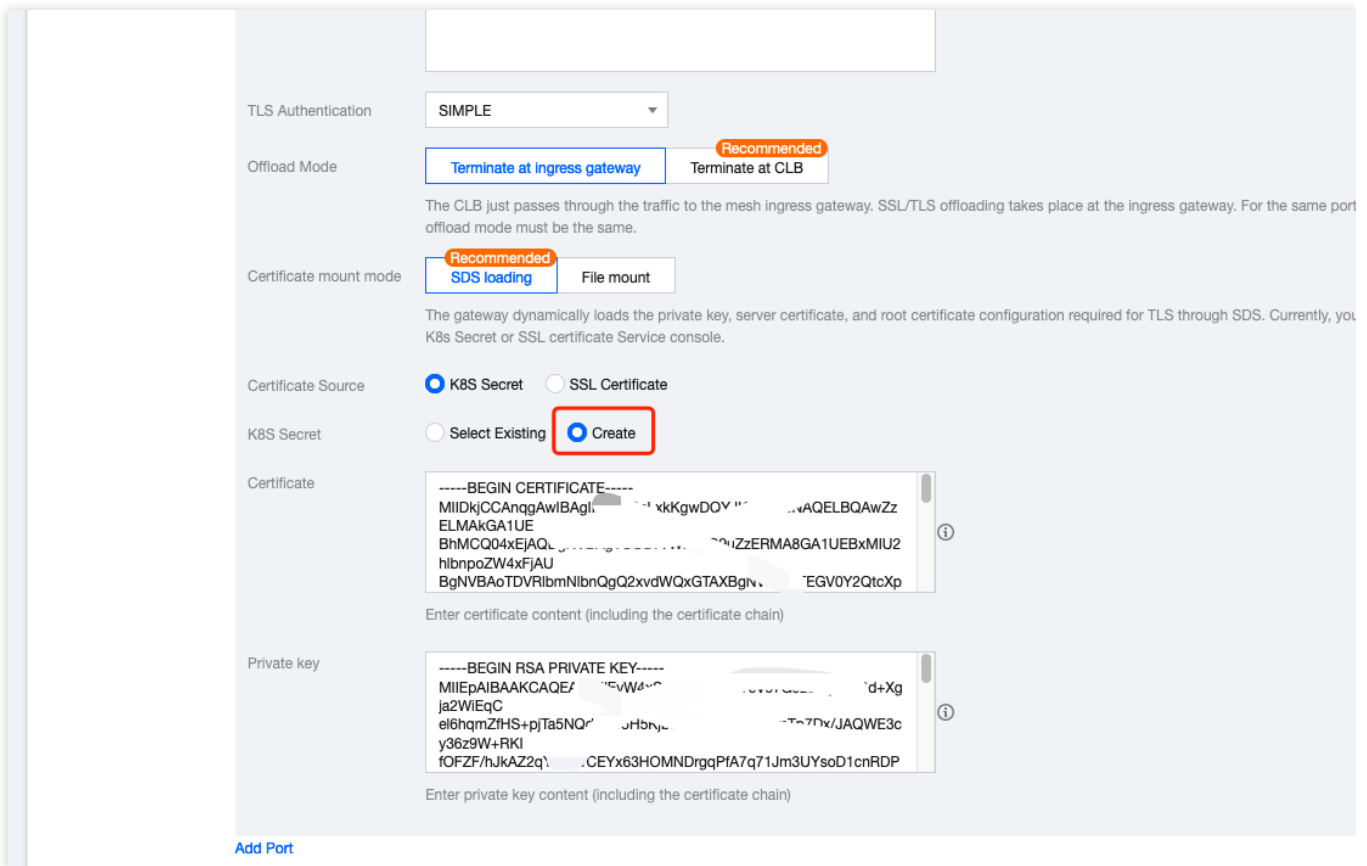 TLS Authentication
SIMPLE
Recommended
Offload Mode
Terminate at ingress gateway
Terminate at CLB
The CLB just passes through the traffic to the mesh ingress gateway. SSL/TLS offloading takes place at the ingress gateway. For the same port
offload mode must be the same.
Recommended
Certificate mount mode
SDS loading
File mount
The gateway dynamically loads the private key, server certificate, and root certificate configuration required for TLS through SDS. Currently, you
K8s Secret or SSL certificate Service console.
Certificate Source
K8S Secret
SSL Certificate
K8S Secret
Select Existing
Create
Certificate
-----BEGIN CERTIFICATE-----
ELMAkGA1UE
hlbnpoZW4xFjAU
Enter certificate content (including the certificate chain)
Private key
-----BEGIN RSA PRIVATE KEY-----
ja2WiEqC
y36z9W+RKI
Enter private key content (including the certificate chain)
Add Port